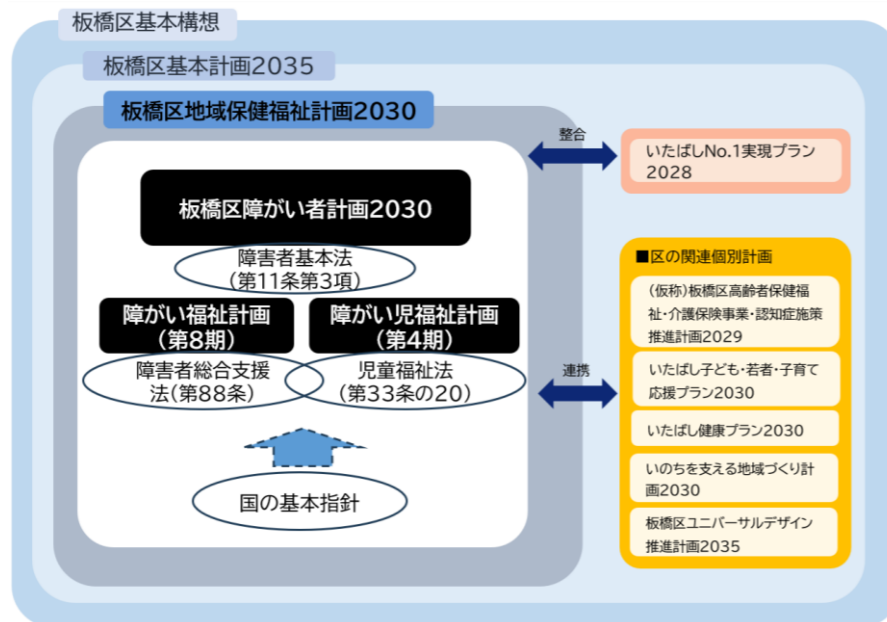 板橋区基本構想
板橋区基本計画2035
板橋区地域保健福祉計画2030
板橋区障がい者計画2030
障害者基本法
(第11条第3項)
障がい福祉計画
(第8期)
障がい児福祉計画
(第4期)
障害者総合支援
法(第88条)
児童福祉法
(第33条の20)
国の基本指針
整合
いたばしNo.1実現プラン
2028
連携
■区の関連個別計画
(仮称)板橋区高齢者保健福
祉・介護保険事業・認知症施策
推進計画2029
いたばし子ども・若者・子育て
応援プラン2030
いたばし健康プラン2030
いのちを支える地域づくり計
画2030
板橋区ユニバーサルデザイン
推進計画2035